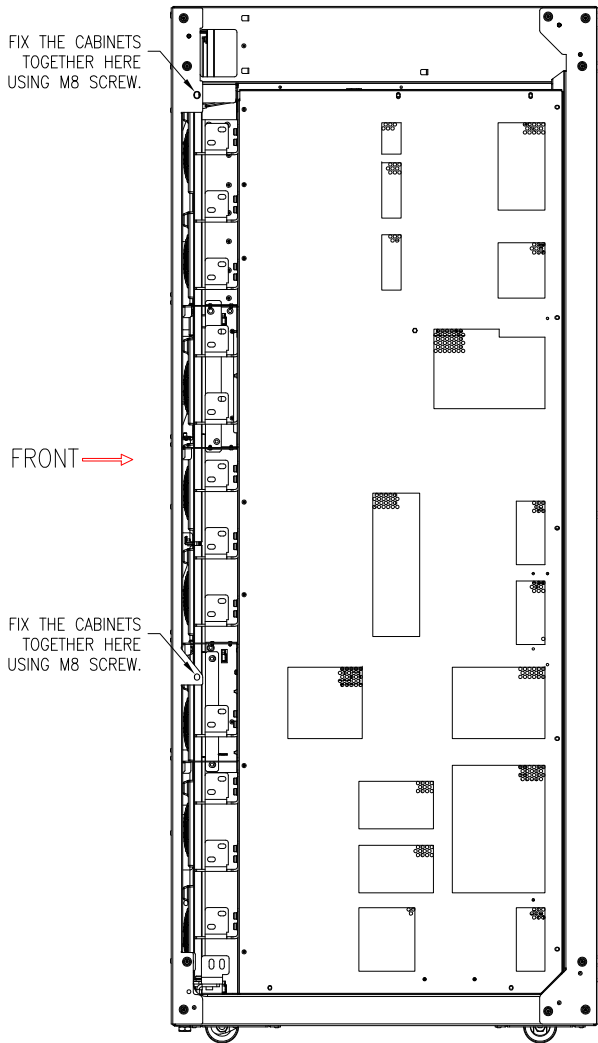 FIX THE CABINETS
TOGETHER HERE
USING M8 SCREW.
FRONT
FIX THE CABINETS
TOGETHER HERE
USING M8 SCREW.